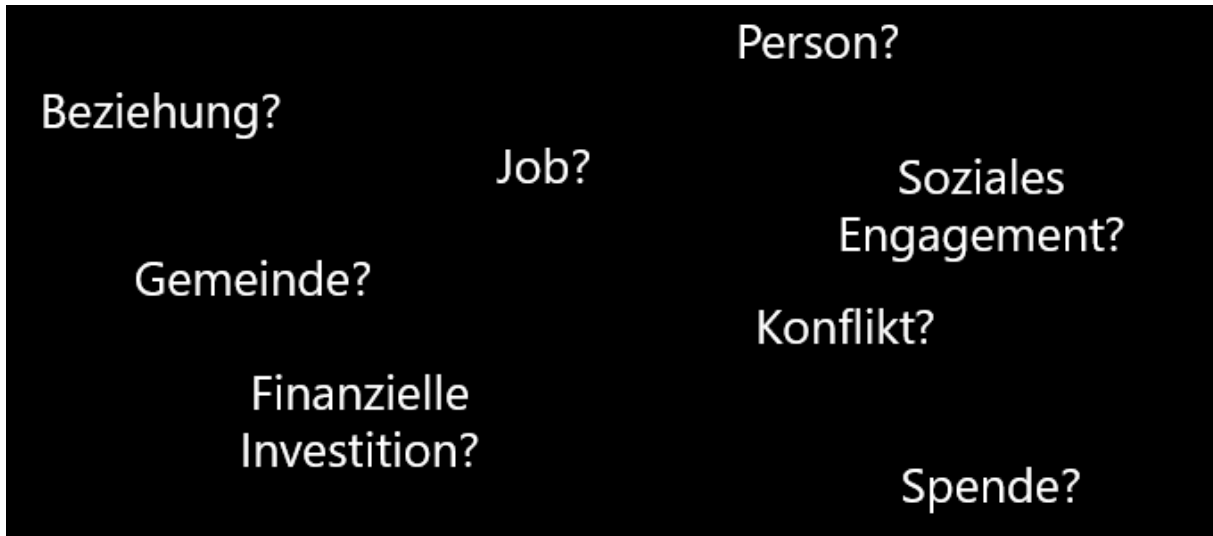 Person?
Beziehung?
Job?
Soziales
Engagement?
Gemeinde?
Konflikt?
Finanzielle
Investition?
Spende?